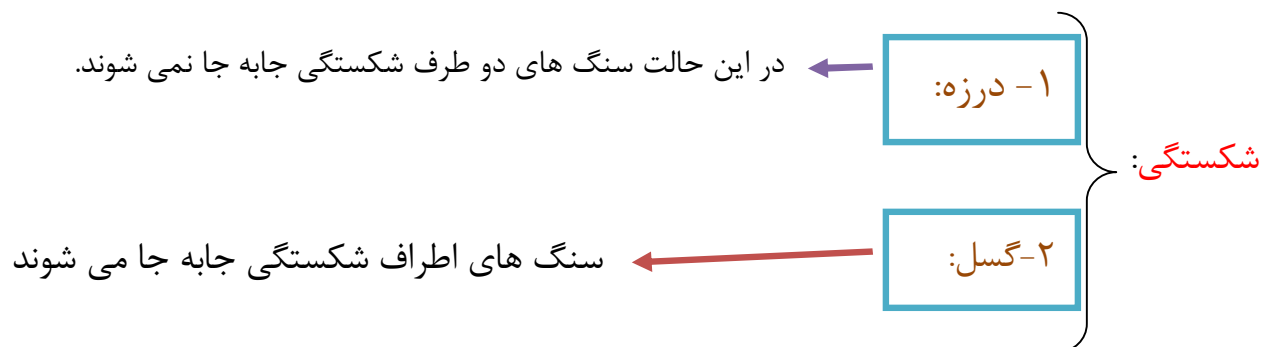 شکستگی:
۱- درزه:
در این حالت سنگ های دو طرف شکستگی جابه جا نمی شوند.
۲-گسل:
سنگ های اطراف شکستگی جابه جا می شوند